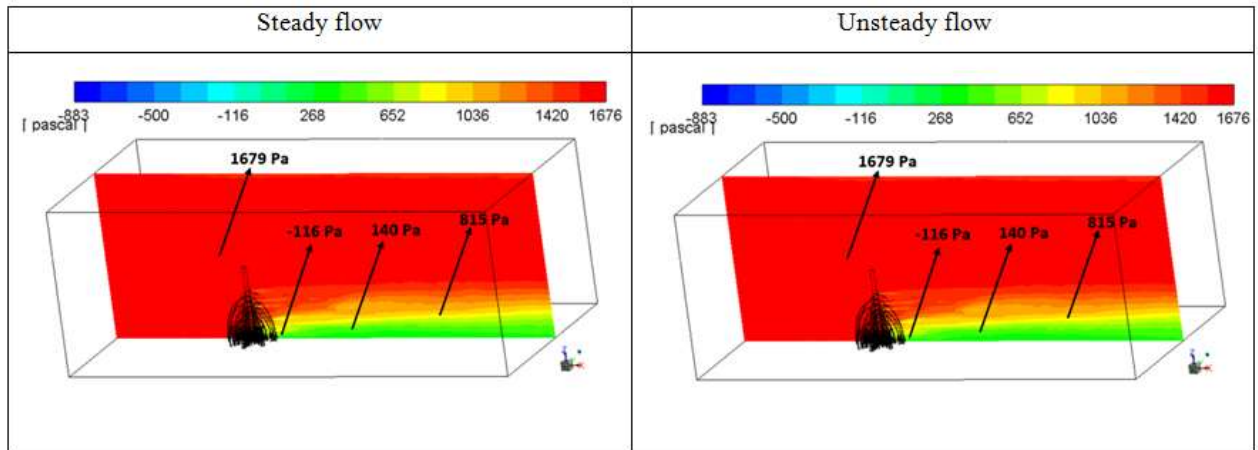 Steady flow
Unsteady flow
-883 -500 -116 268 652 1036 1420 1676
[ pascal ]
1679 Pa
-116 Pa
140 Pa
815 Pa
-883 -500 -116 268 652 1036 1420 1676
[ pascal ]
1679 Pa
-116 Pa
140 Pa
815 Pa